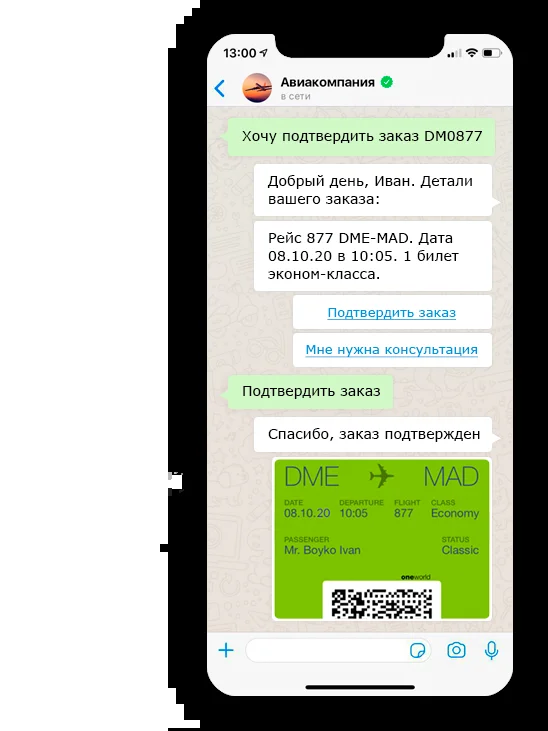 13:00
Авиакомпания
в сети
Хочу подтвердить заказ DM0877
Добрый день, Иван. Детали
вашего заказа:
Рейс 877 DME-MAD. Дата
08.10.20 в 10:05. 1 билет
эконом-класса.
Подтвердить заказ
Мне нужна консультация
Подтвердить заказ
Спасибо, заказ подтвержден
DME MAD
DATE DEPARTURE FLIGHT CLASS
08.10.20 10:05 877 Economy
PASSENGER STATUS
Mr. Boyko Ivan Classic
oneworld